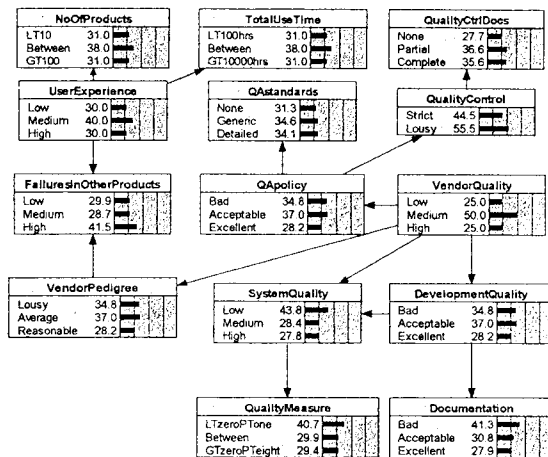 NoOfProducts
LT10 31.0
Between 38.0
GT100 31.0
TotalUseTime
LT100hrs 31.0
Between 38.0
GT10000hrs 31.0
QualityCtrlDocs
None 27.7
Partial 36.6
Complete 35.6
UserExperience
Low 30.0
Medium 40.0
High 30.0
QAstandards
None 31.3
Generic 34.6
Detailed 34.1
QualityControl
Strict 44.5
Lousy 55.5
FailuresInOtherProducts
Low 29.9
Medium 28.7
High 41.5
QApolicy
Bad 34.8
Acceptable 37.0
Excellent 28.2
VendorQuality
Low 25.0
Medium 50.0
High 25.0
VendorPedigree
Lousy 34.8
Average 37.0
Reasonable 28.2
SystemQuality
Low 43.8
Medium 28.4
High 27.8
DevelopmentQuality
Bad 34.8
Acceptable 37.0
Excellent 28.2
QualityMeasure
LTzeroPTone 40.7
Between 29.9
GTzeroPTeight 29.4
Documentation
Bad 41.3
Acceptable 30.8
Excellent 27.9